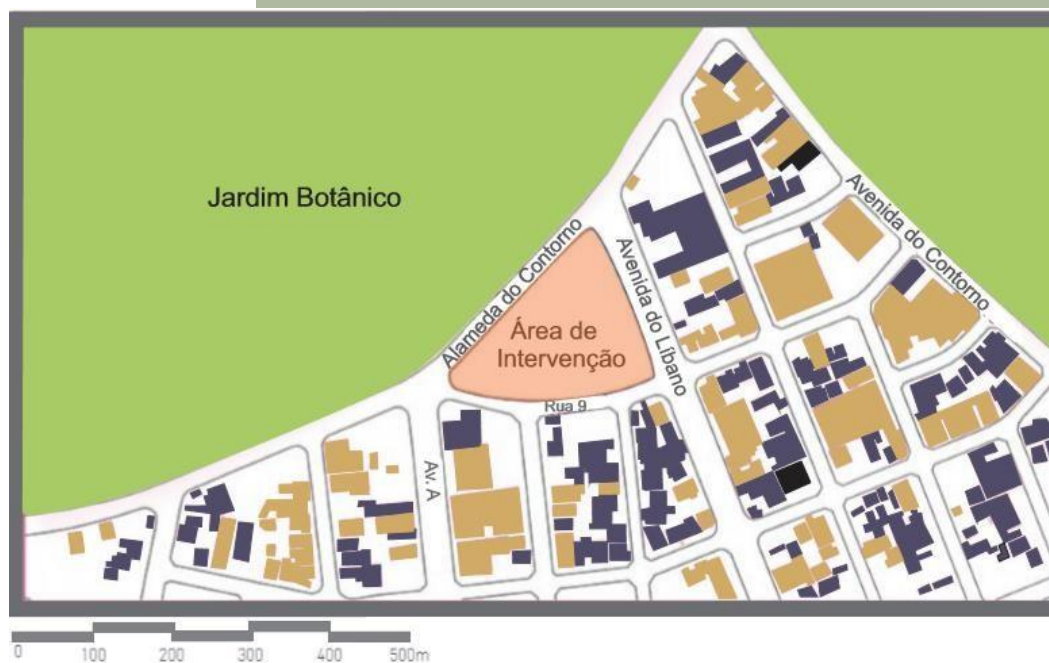 Jardim Botânico
Alameda do Contorno
Avenida do Contorno
Avenida do Líbano
Área de
Intervenção
Rua 9
Av. A
0 100 200 300 400 500m